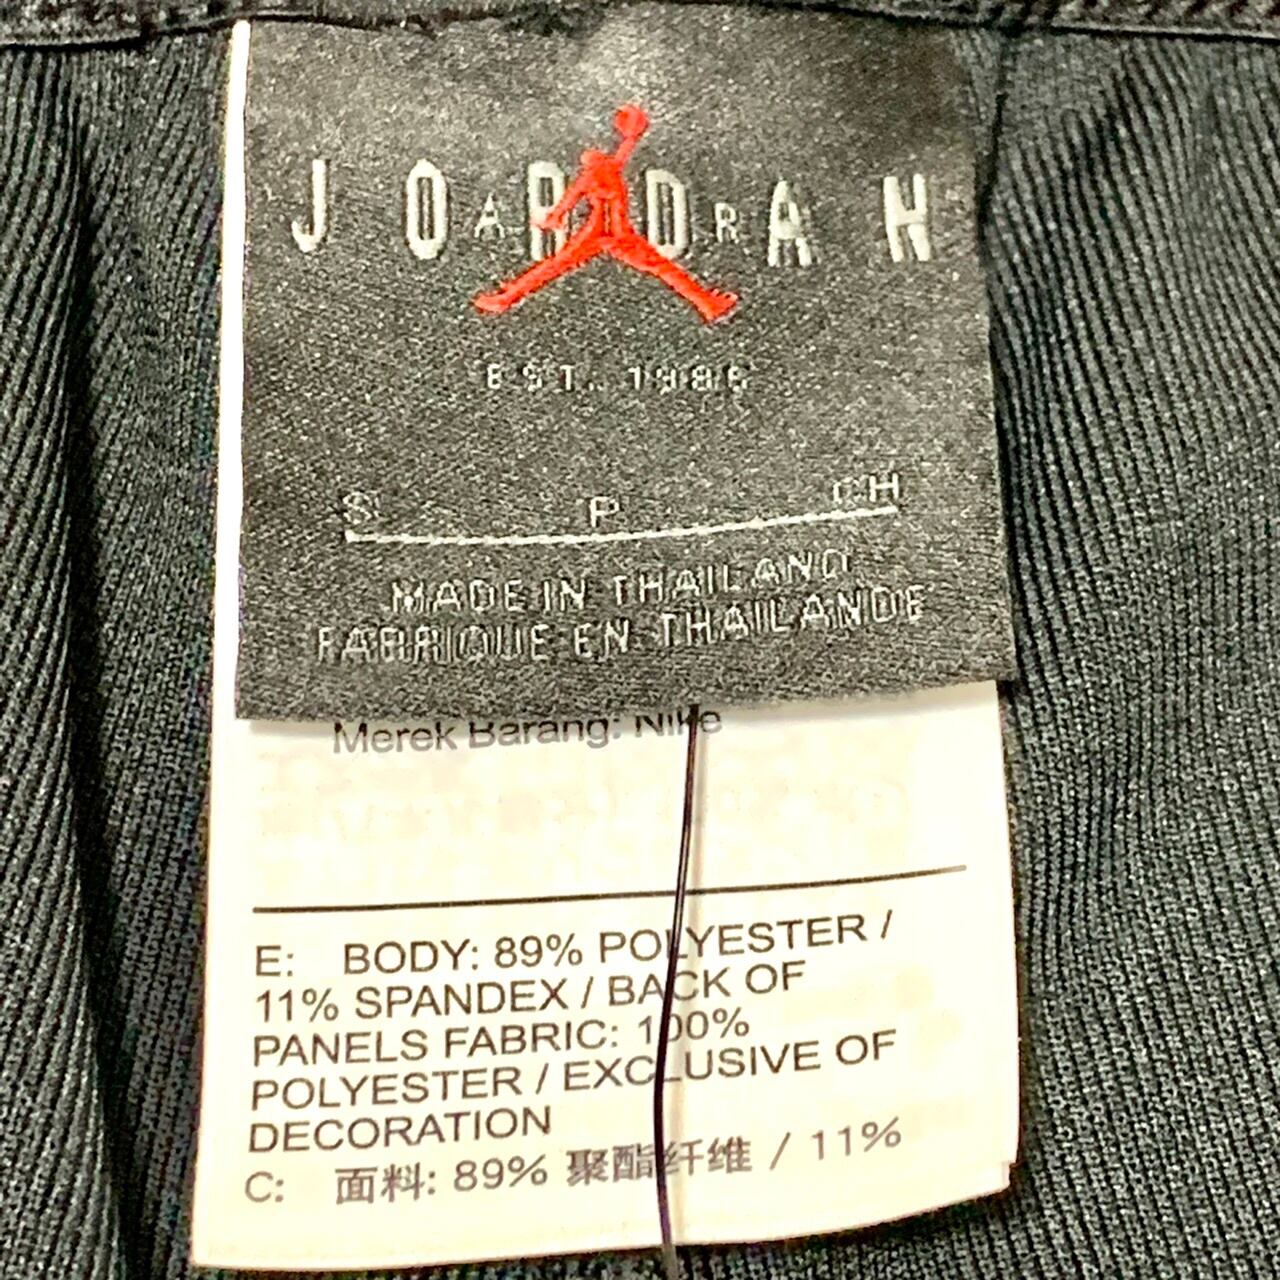 JORDAN
AIR
EST. 1985
S P CH
MADE IN THAILAND
FABRIQUE EN THAILANDE
Merek Barang: Nike
E: BODY: 89% POLYESTER /
11% SPANDEX / BACK OF
PANELS FABRIC: 100%
POLYESTER / EXCLUSIVE OF
DECORATION
C: 面料: 89% 聚酯纤维 / 11%